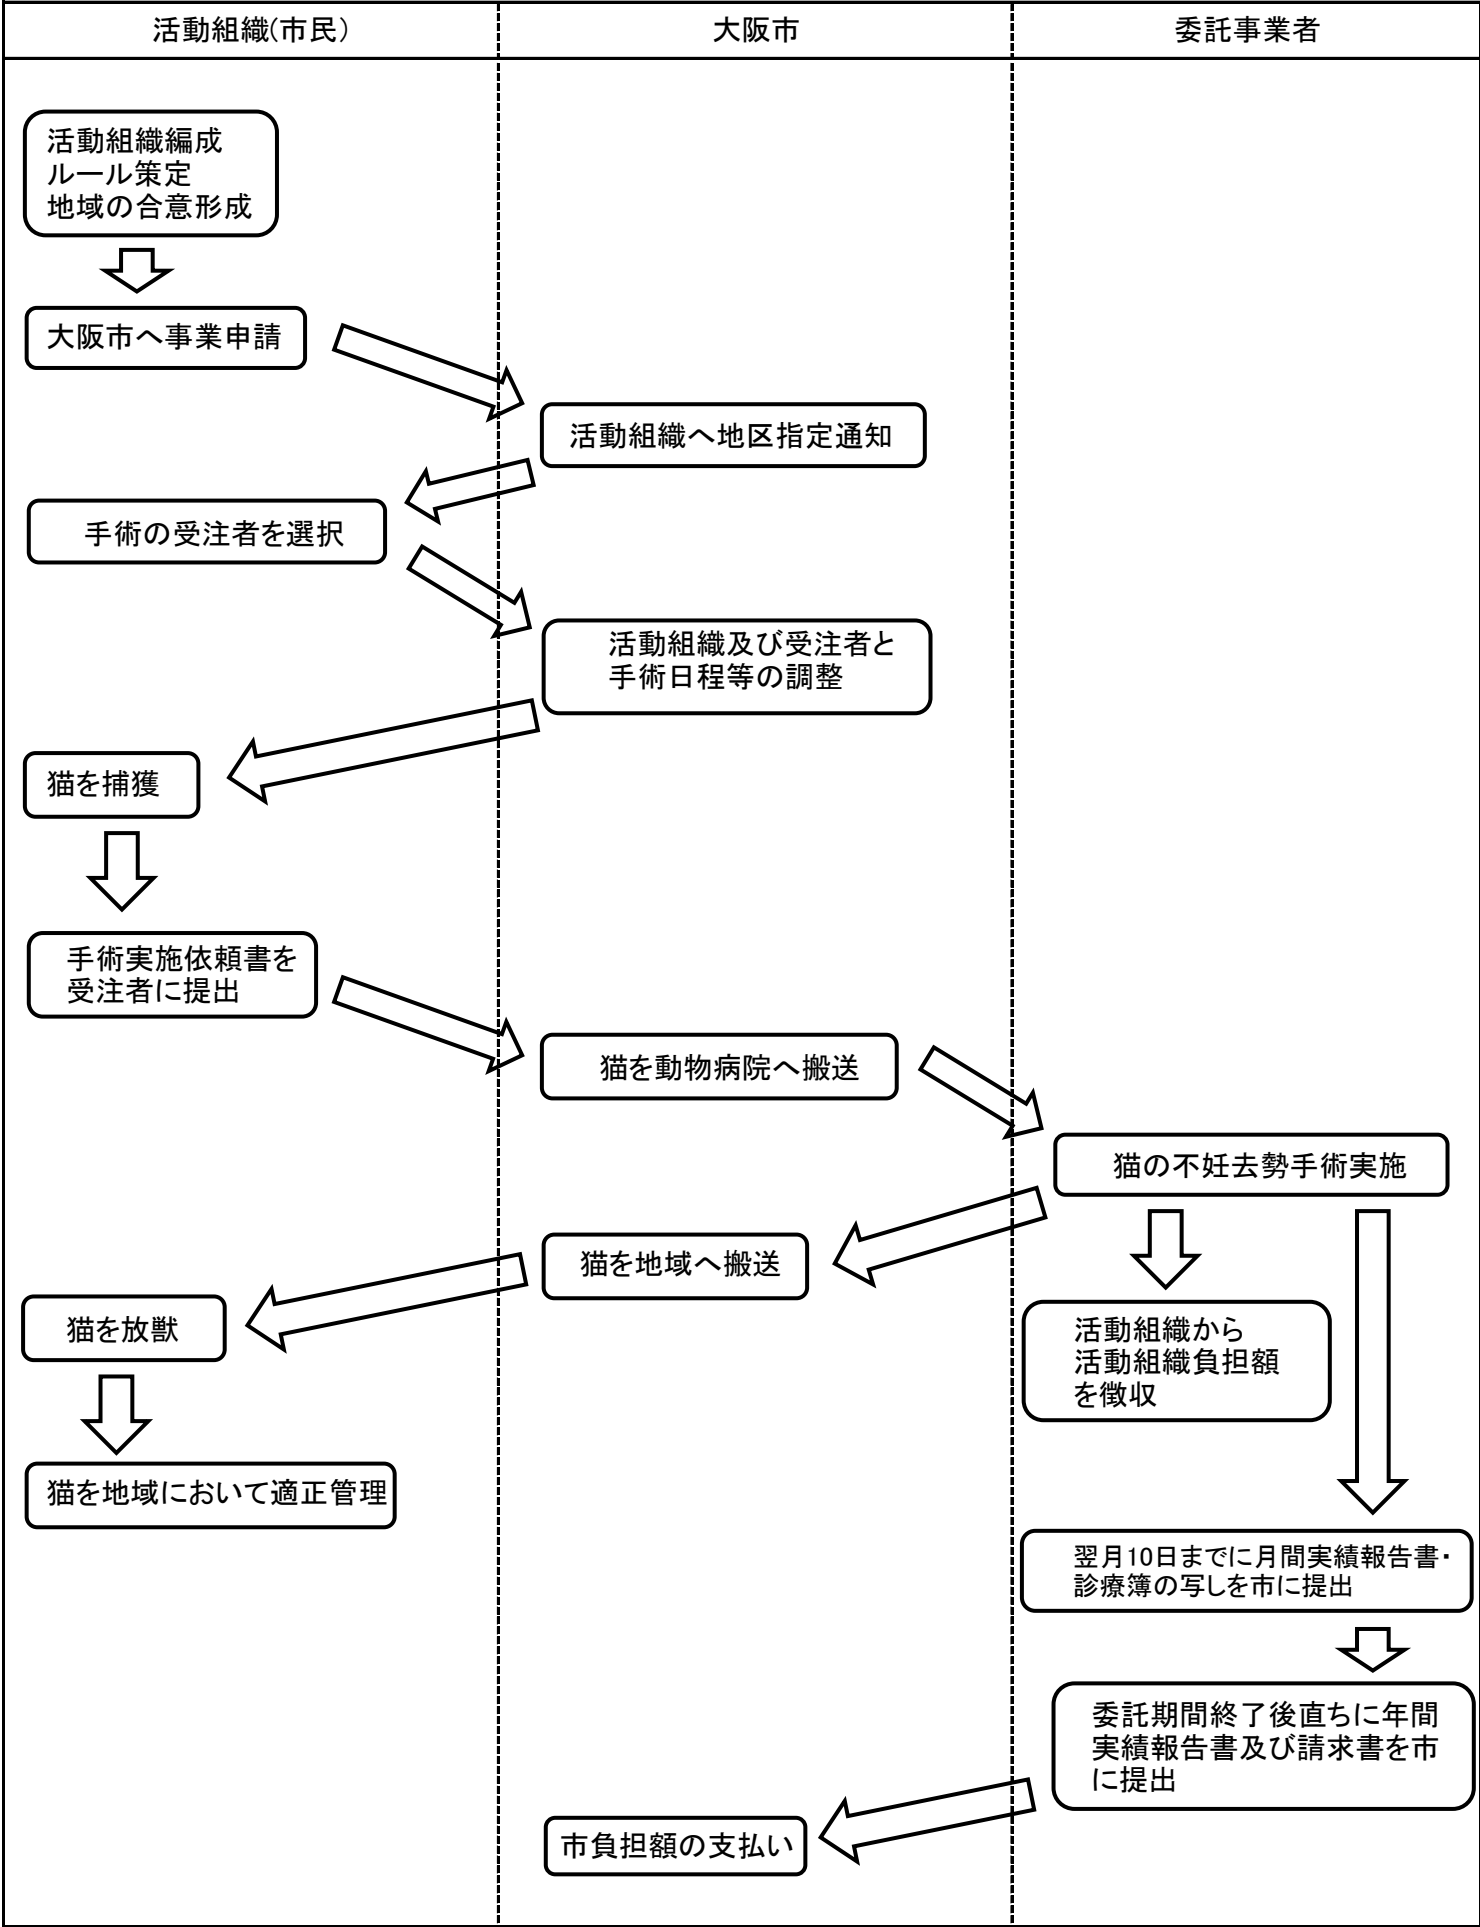 活動組織(市民)
大阪市
委託事業者
活動組織編成
ルール策定
地域の合意形成
大阪市へ事業申請
活動組織へ地区指定通知
手術の受注者を選択
活動組織及び受注者と
手術日程等の調整
猫を捕獲
手術実施依頼書を
受注者に提出
猫を動物病院へ搬送
猫の不妊去勢手術実施
猫を地域へ搬送
猫を放獣
活動組織から
活動組織負担額
を徴収
猫を地域において適正管理
翌月10日までに月間実績報告書・
診療簿の写しを市に提出
委託期間終了後直ちに年間
実績報告書及び請求書を市
に提出
市負担額の支払い